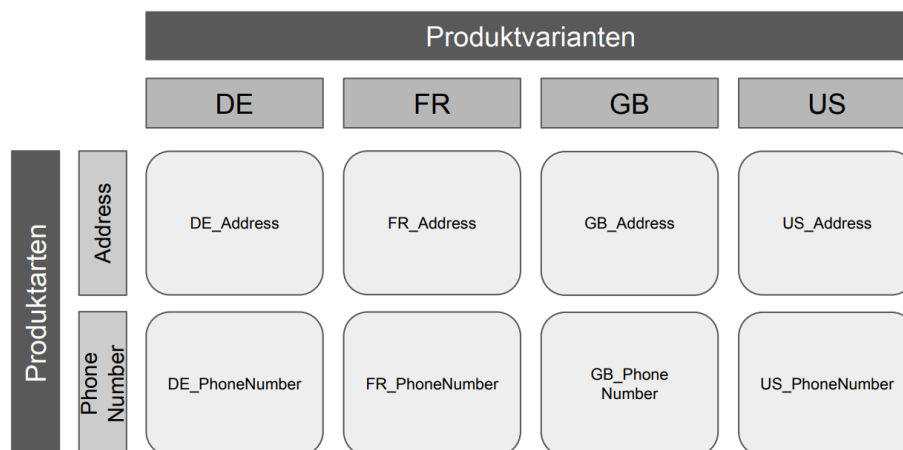 Produktvarianten
DE
FR
GB
US
Produktarten
Address
DE_Address
FR_Address
GB_Address
US_Address
Phone
Number
DE_PhoneNumber
FR_PhoneNumber
GB_Phone
Number
US_PhoneNumber